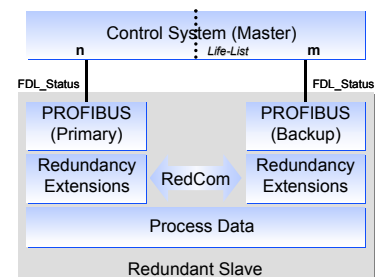 Control System (Master)
n
Life-List
m
FDL_Status
FDL_Status
PROFIBUS
(Primary)
PROFIBUS
(Backup)
Redundancy
Extensions
RedCom
Redundancy
Extensions
Process Data
Redundant Slave